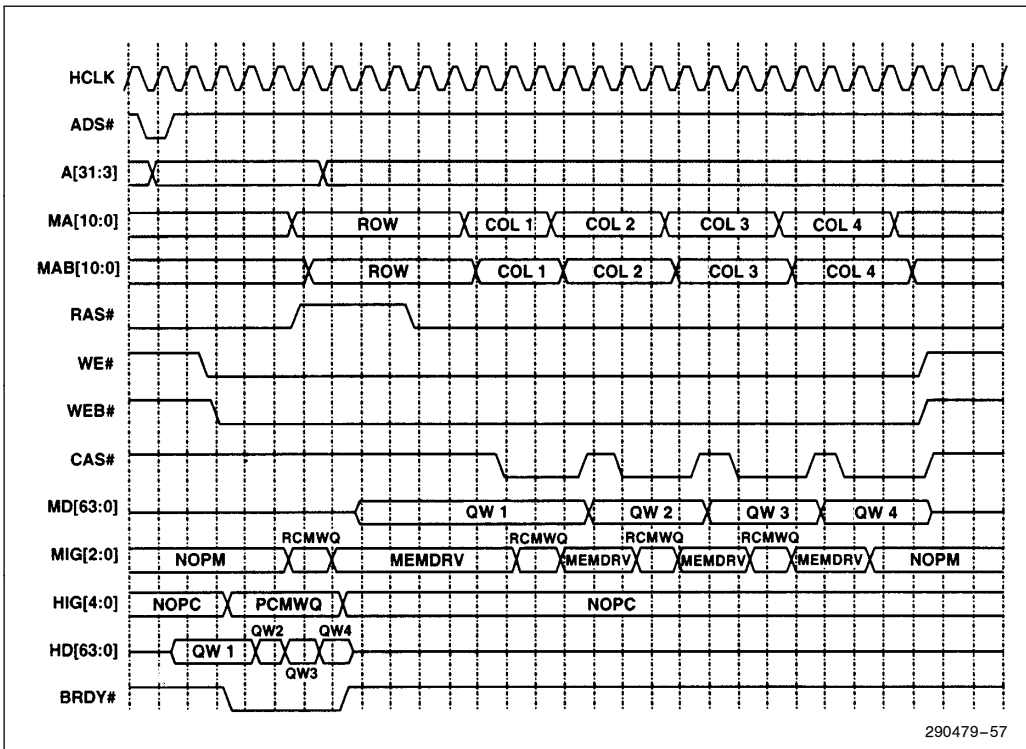 HCLK
ADS#
A[31:3]
MA[10:0] ROW COL 1 COL 2 COL 3 COL 4
MAB[10:0] ROW COL 1 COL 2 COL 3 COL 4
RAS#
WE#
WEB#
CAS#
MD[63:0] QW 1 QW 2 QW 3 QW 4
RCMWQ RCMWQ RCMWQ RCMWQ
MIG[2:0] NOPM MEMDRV MEMDRV MEMDRV MEMDRV NOPM
HIG[4:0] NOPC PCMWQ NOPC
QW2 QW4
HD[63:0] QW 1
QW3
BRDY#
290479-57